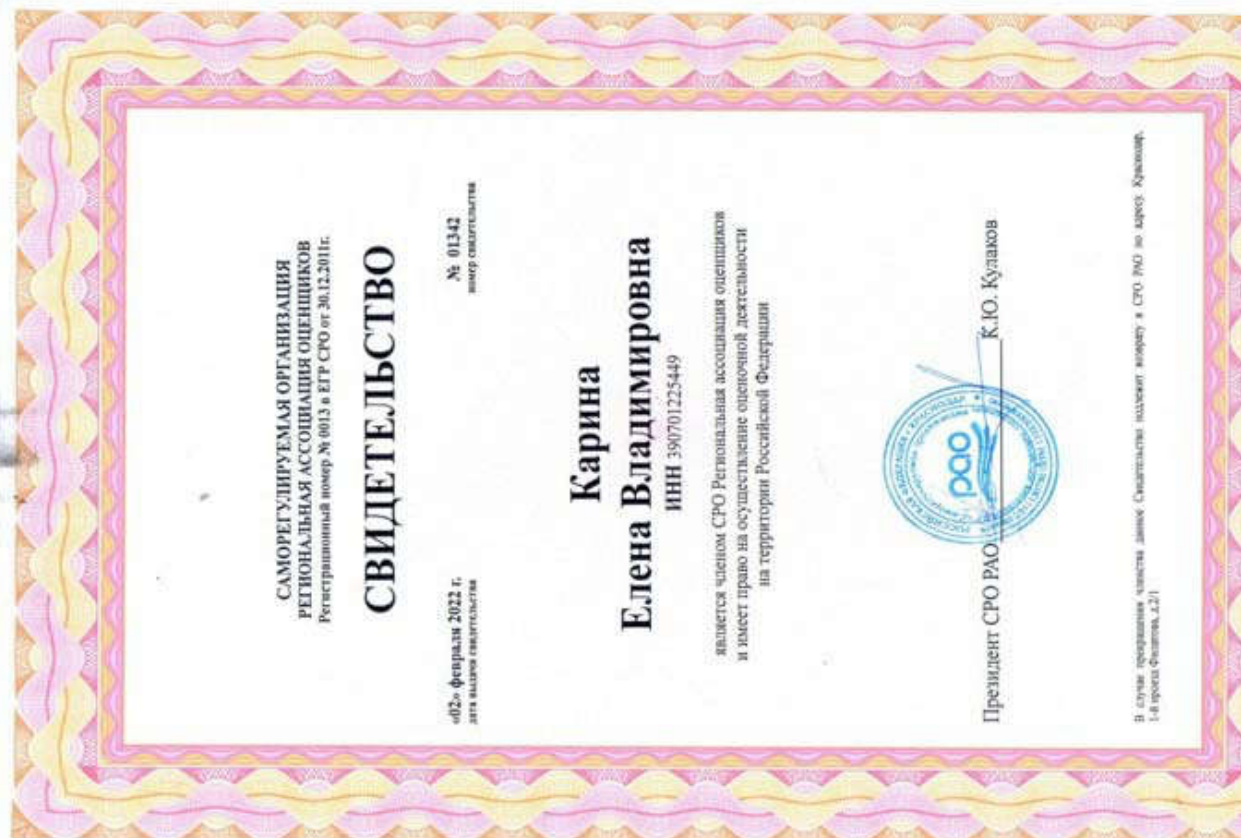 САМОРЕГУЛИРУЕМАЯ ОРГАНИЗАЦИЯ
РЕГИОНАЛЬНАЯ АССОЦИАЦИЯ ОЦЕНЩИКОВ
Регистрационный номер № 0013 в ЕГР СРО от 30.12.2011г.
СВИДЕТЕЛЬСТВО
«02» февраля 2022 г. № 01342
дата выдачи свидетельства номер свидетельства
Карина
Елена Владимировна
ИНН 390701225449
является членом СРО Региональная ассоциация оценщиков
и имеет право на осуществление оценочной деятельности
на территории Российской Федерации
Президент СРО РАО К.Ю. Кулаков
РОССИЙСКАЯ ФЕДЕРАЦИЯ • КРАСНОДАР
рао
В случае прекращения членства данное Свидетельство подлежит возврату в СРО РАО по адресу: Краснодар,
1-й проезд Филатова, д.2/1